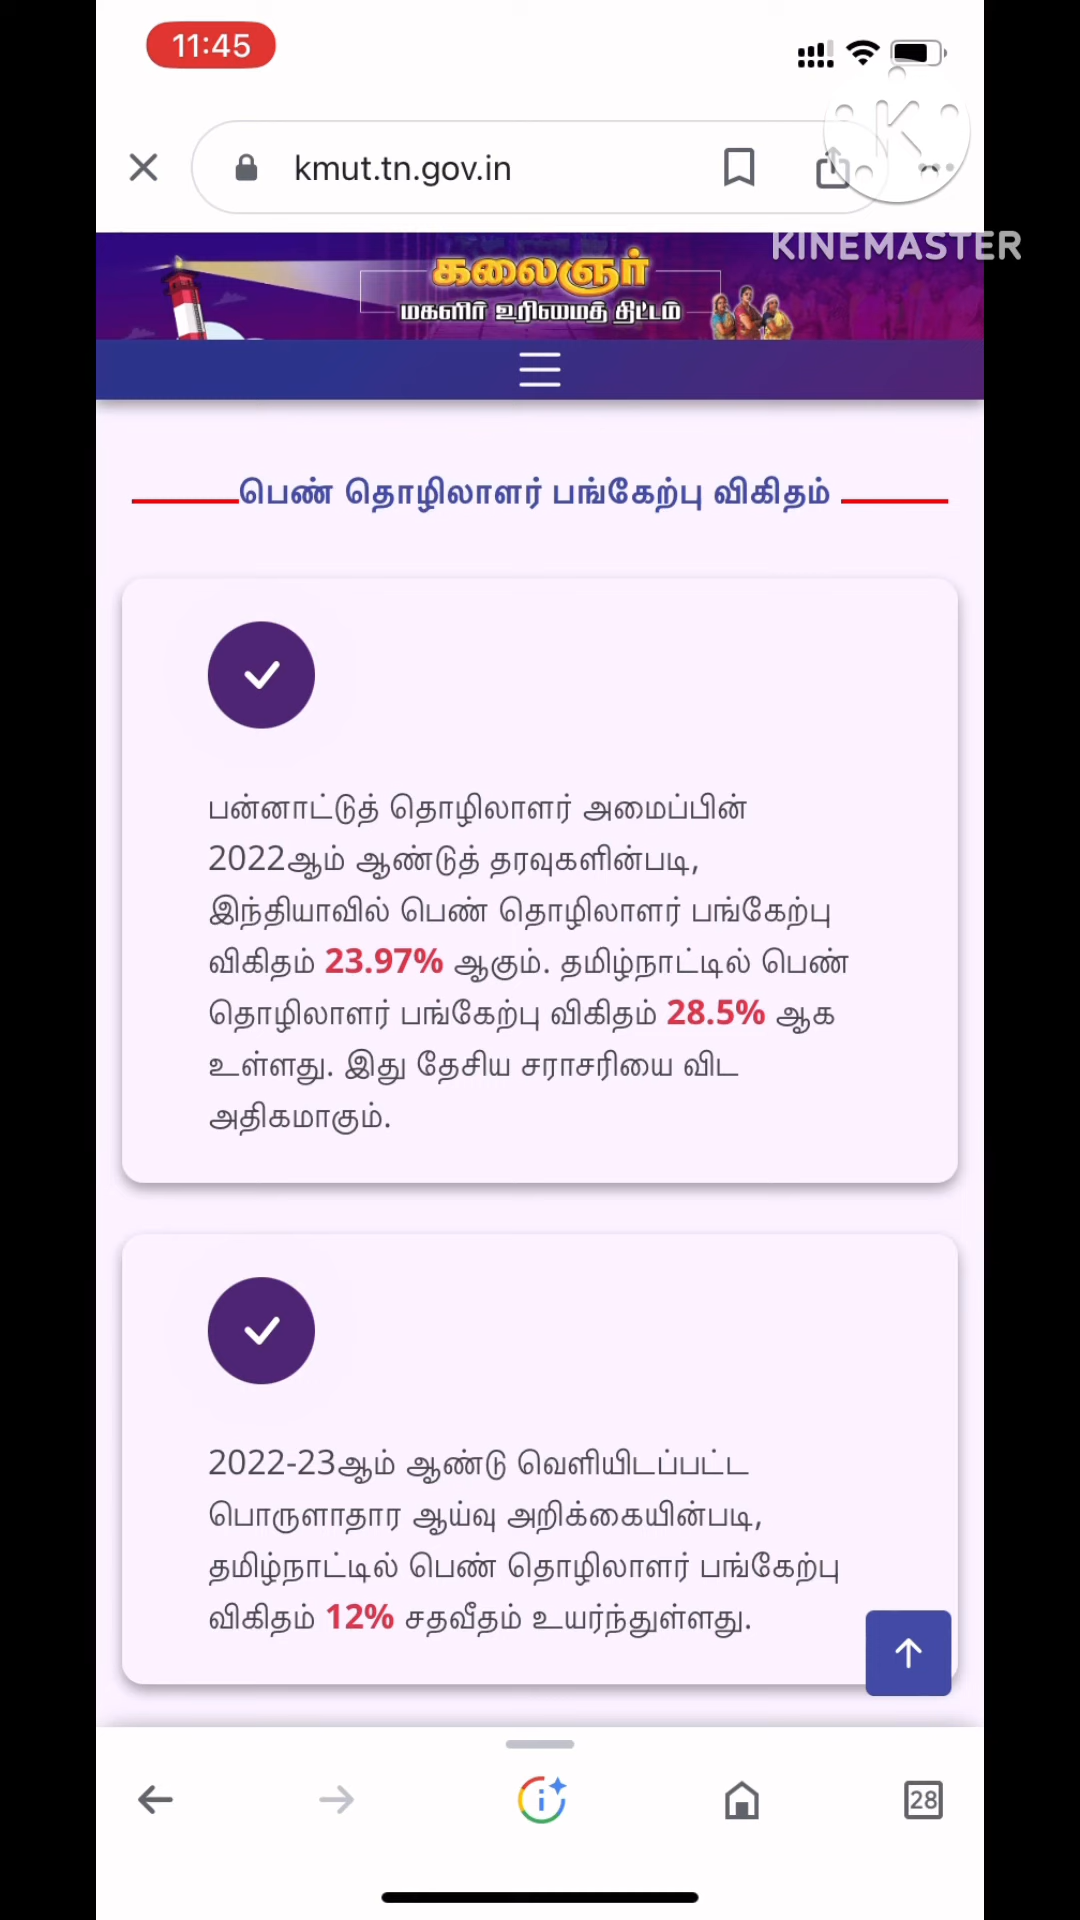 11:45
kmut.tn.gov.in
KINEMASTER
கலைஞர்
மகளிர் உரிமைத் திட்டம்
பெண் தொழிலாளர் பங்கேற்பு விகிதம்
பன்னாட்டுத் தொழிலாளர் அமைப்பின்
2022ஆம் ஆண்டுத் தரவுகளின்படி,
இந்தியாவில் பெண் தொழிலாளர் பங்கேற்பு
விகிதம் 23.97% ஆகும். தமிழ்நாட்டில் பெண்
தொழிலாளர் பங்கேற்பு விகிதம் 28.5% ஆக
உள்ளது. இது தேசிய சராசரியை விட
அதிகமாகும்.
2022-23ஆம் ஆண்டு வெளியிடப்பட்ட
பொருளாதார ஆய்வு அறிக்கையின்படி,
தமிழ்நாட்டில் பெண் தொழிலாளர் பங்கேற்பு
விகிதம் 12% சதவீதம் உயர்ந்துள்ளது.
28